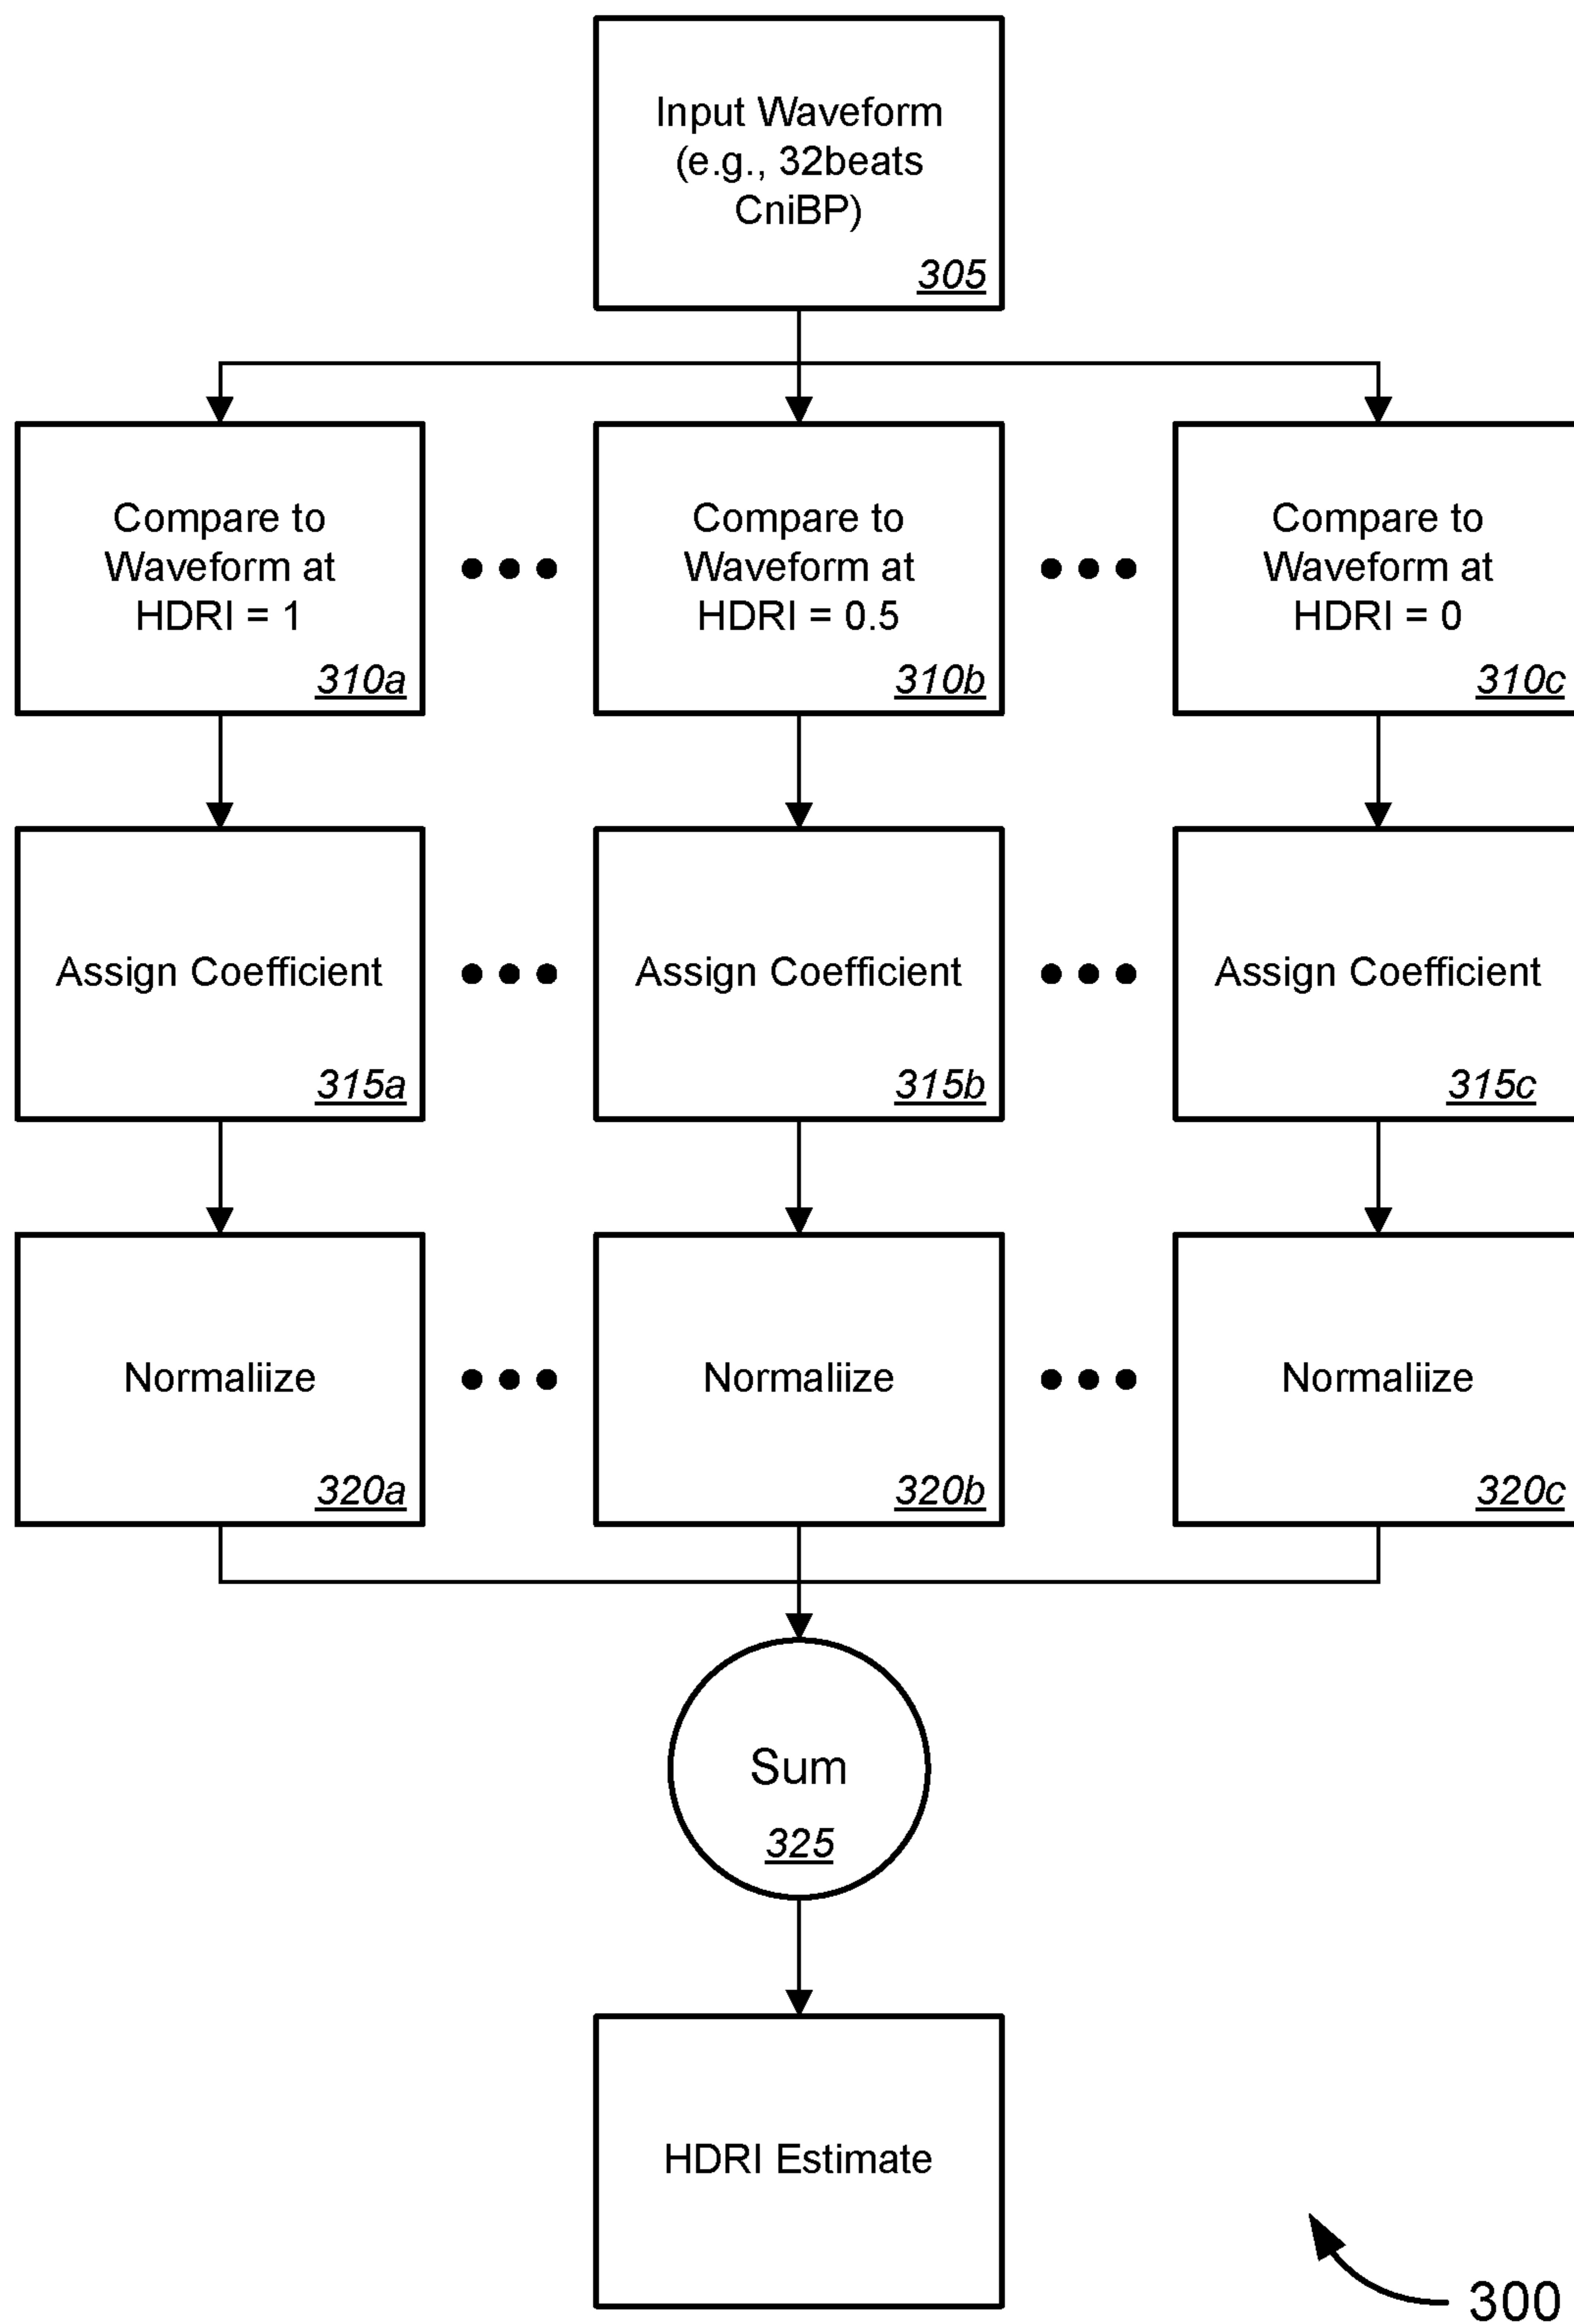 Input Waveform
(e.g., 32beats
CniBP)
305
Compare to
Waveform at
HDRI = 1
310a
Compare to
Waveform at
HDRI = 0.5
310b
Compare to
Waveform at
HDRI = 0
310c
Assign Coefficient
315a
Assign Coefficient
315b
Assign Coefficient
315c
Normaliize
320a
Normaliize
320b
Normaliize
320c
Sum
325
HDRI Estimate
300